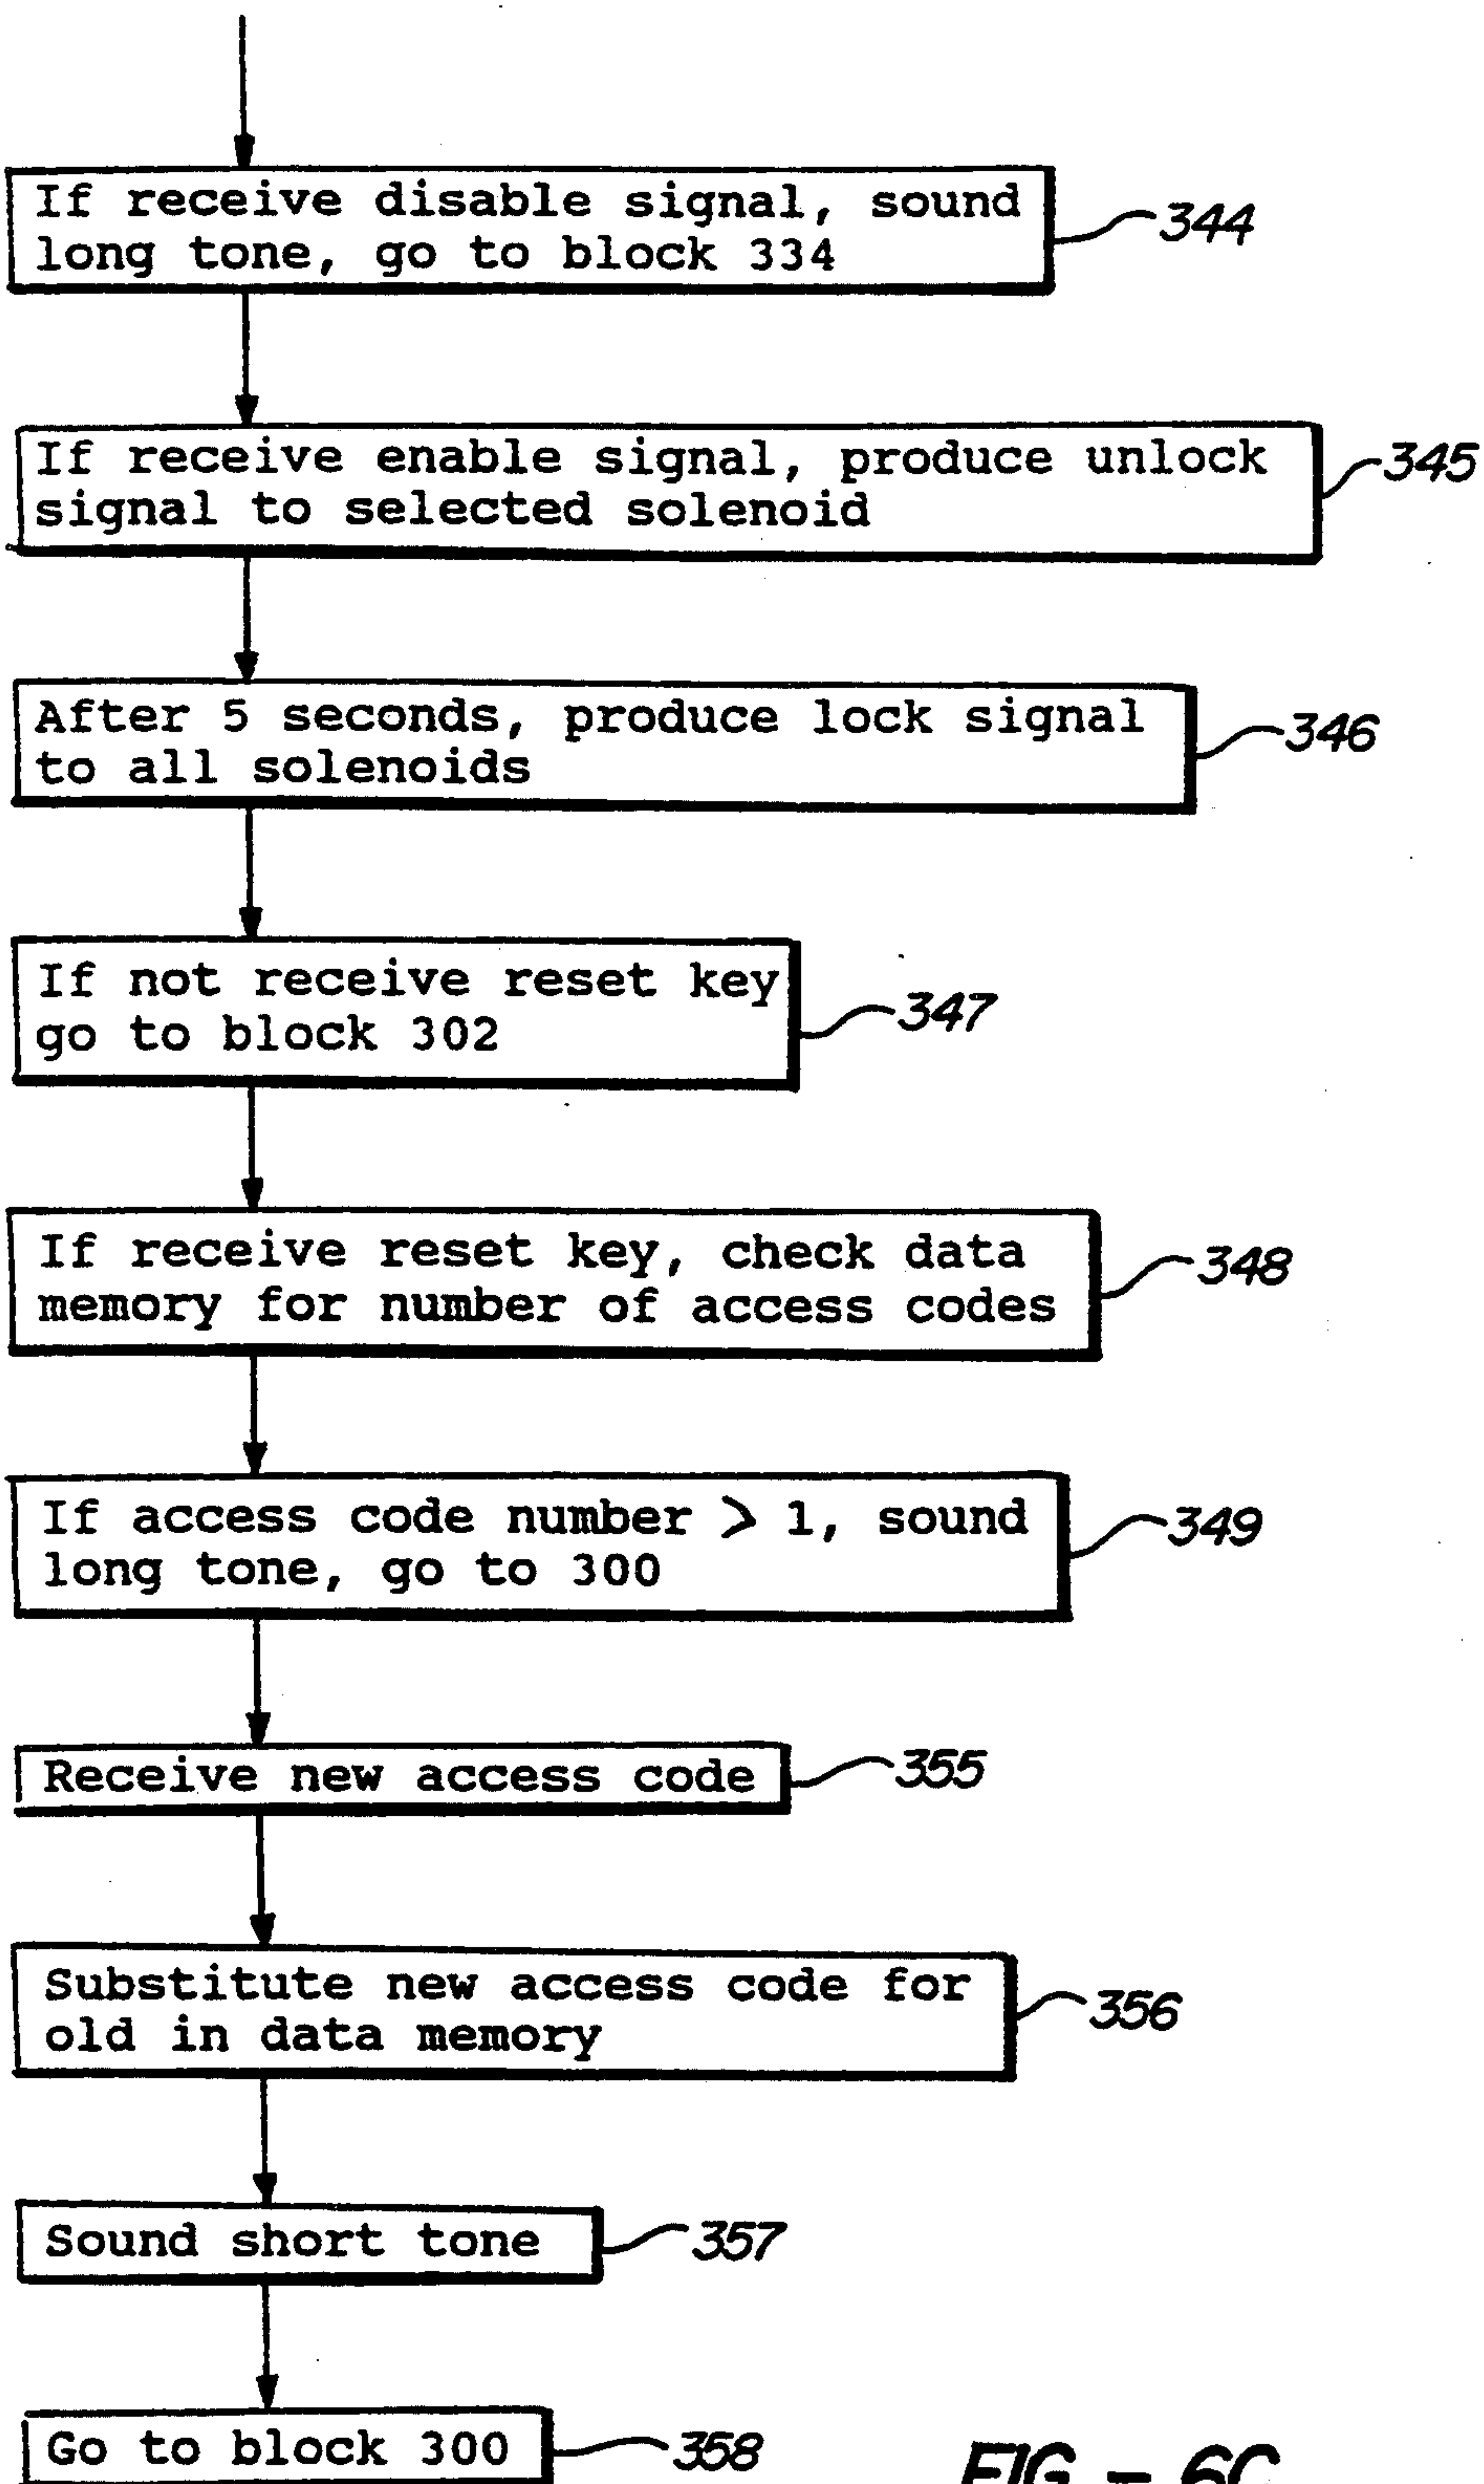 If receive disable signal, sound
long tone, go to block 334
344
If receive enable signal, produce unlock
signal to selected solenoid
345
After 5 seconds, produce lock signal
to all solenoids
346
If not receive reset key
go to block 302
347
If receive reset key, check data
memory for number of access codes
348
If access code number > 1, sound
long tone, go to 300
349
Receive new access code
355
Substitute new access code for
old in data memory
356
Sound short tone
357
Go to block 300
358
FIG - 6C